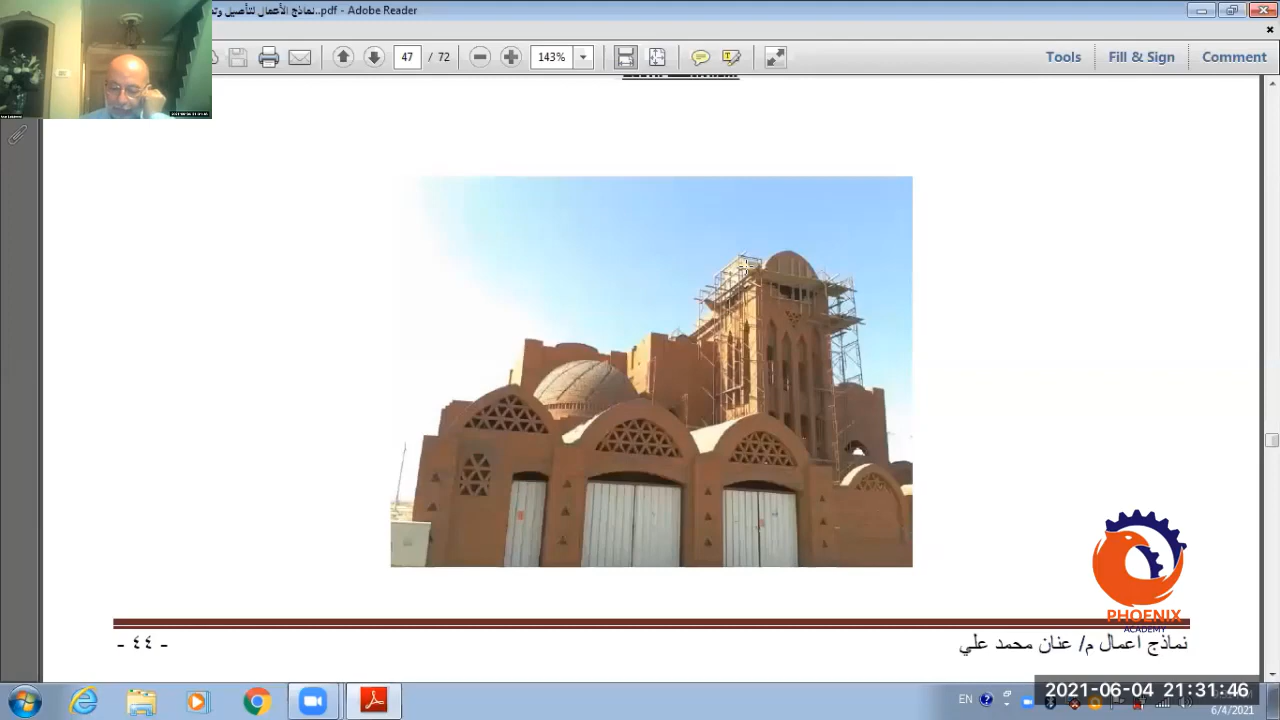 نماذج الأعمال لتأصيل وتم..pdf - Adobe Reader
47 / 72
143%
Tools
Fill & Sign
Comment
PHOENIX
ACADEMY
- ٤٤ -
نماذج اعمال م/ عنان محمد علي
EN
2021-06-04 21:31:46
6/4/2021